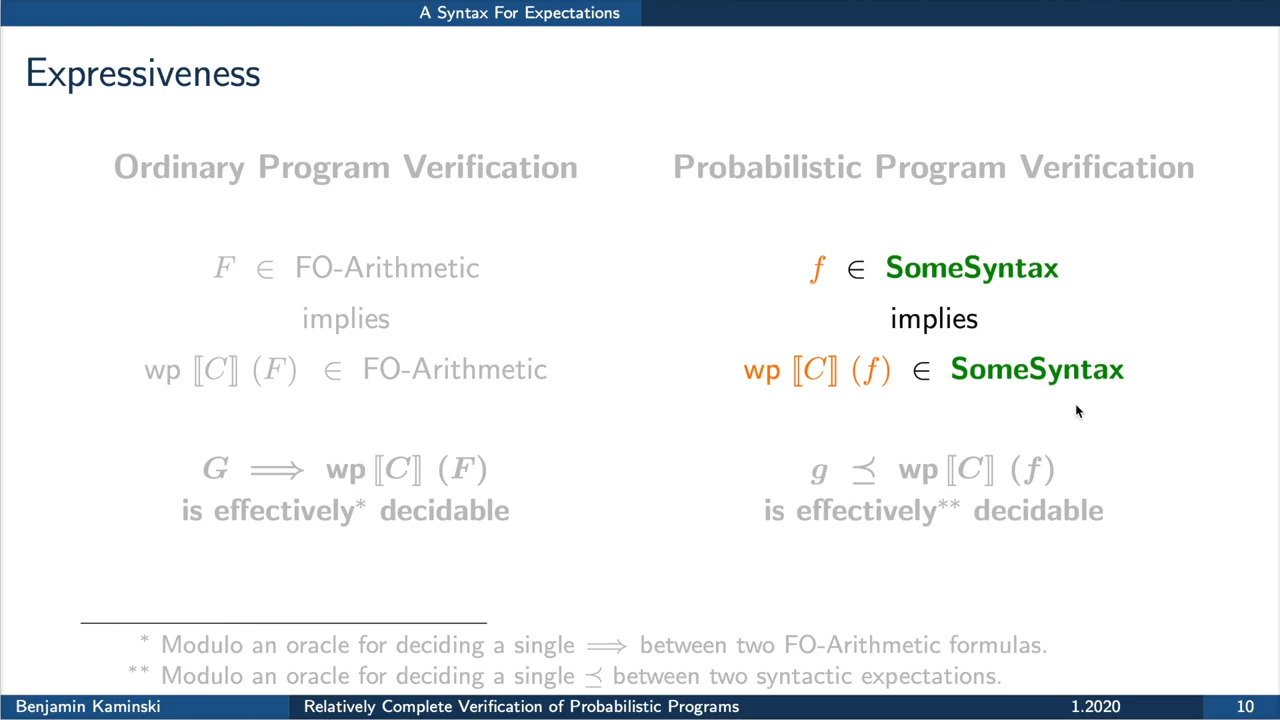 A Syntax For Expectations
Expressiveness
Ordinary Program Verification
F ∈ FO-Arithmetic
implies
wp ⟦C⟧ (F) ∈ FO-Arithmetic
G ⟹ wp ⟦C⟧ (F)
is effectively* decidable
Probabilistic Program Verification
f ∈ SomeSyntax
implies
wp ⟦C⟧ (f) ∈ SomeSyntax
g ⪯ wp ⟦C⟧ (f)
is effectively** decidable
* Modulo an oracle for deciding a single ⟹ between two FO-Arithmetic formulas.
** Modulo an oracle for deciding a single ⪯ between two syntactic expectations.
Benjamin Kaminski Relatively Complete Verification of Probabilistic Programs 1.2020 10